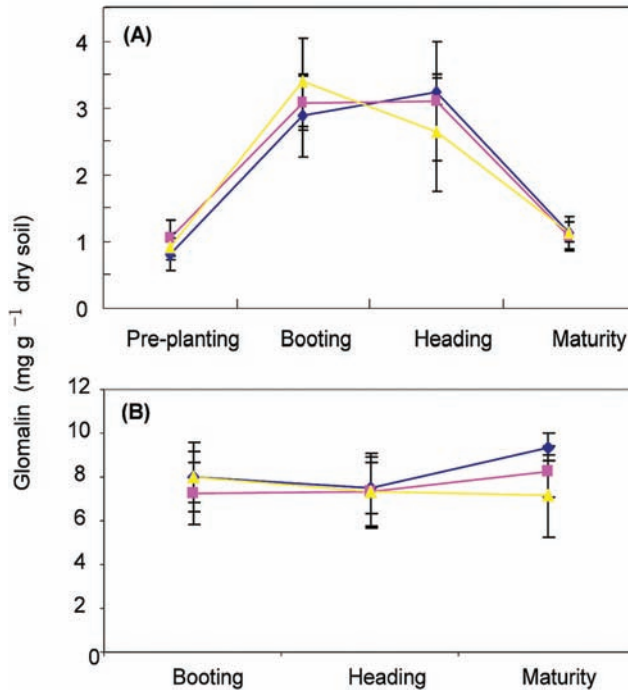 (A)
4
3
2
1
0
Pre-planting Booting Heading Maturity
Glomalin (mg g⁻¹ dry soil)
(B)
12
10
8
6
4
2
0
Booting Heading Maturity